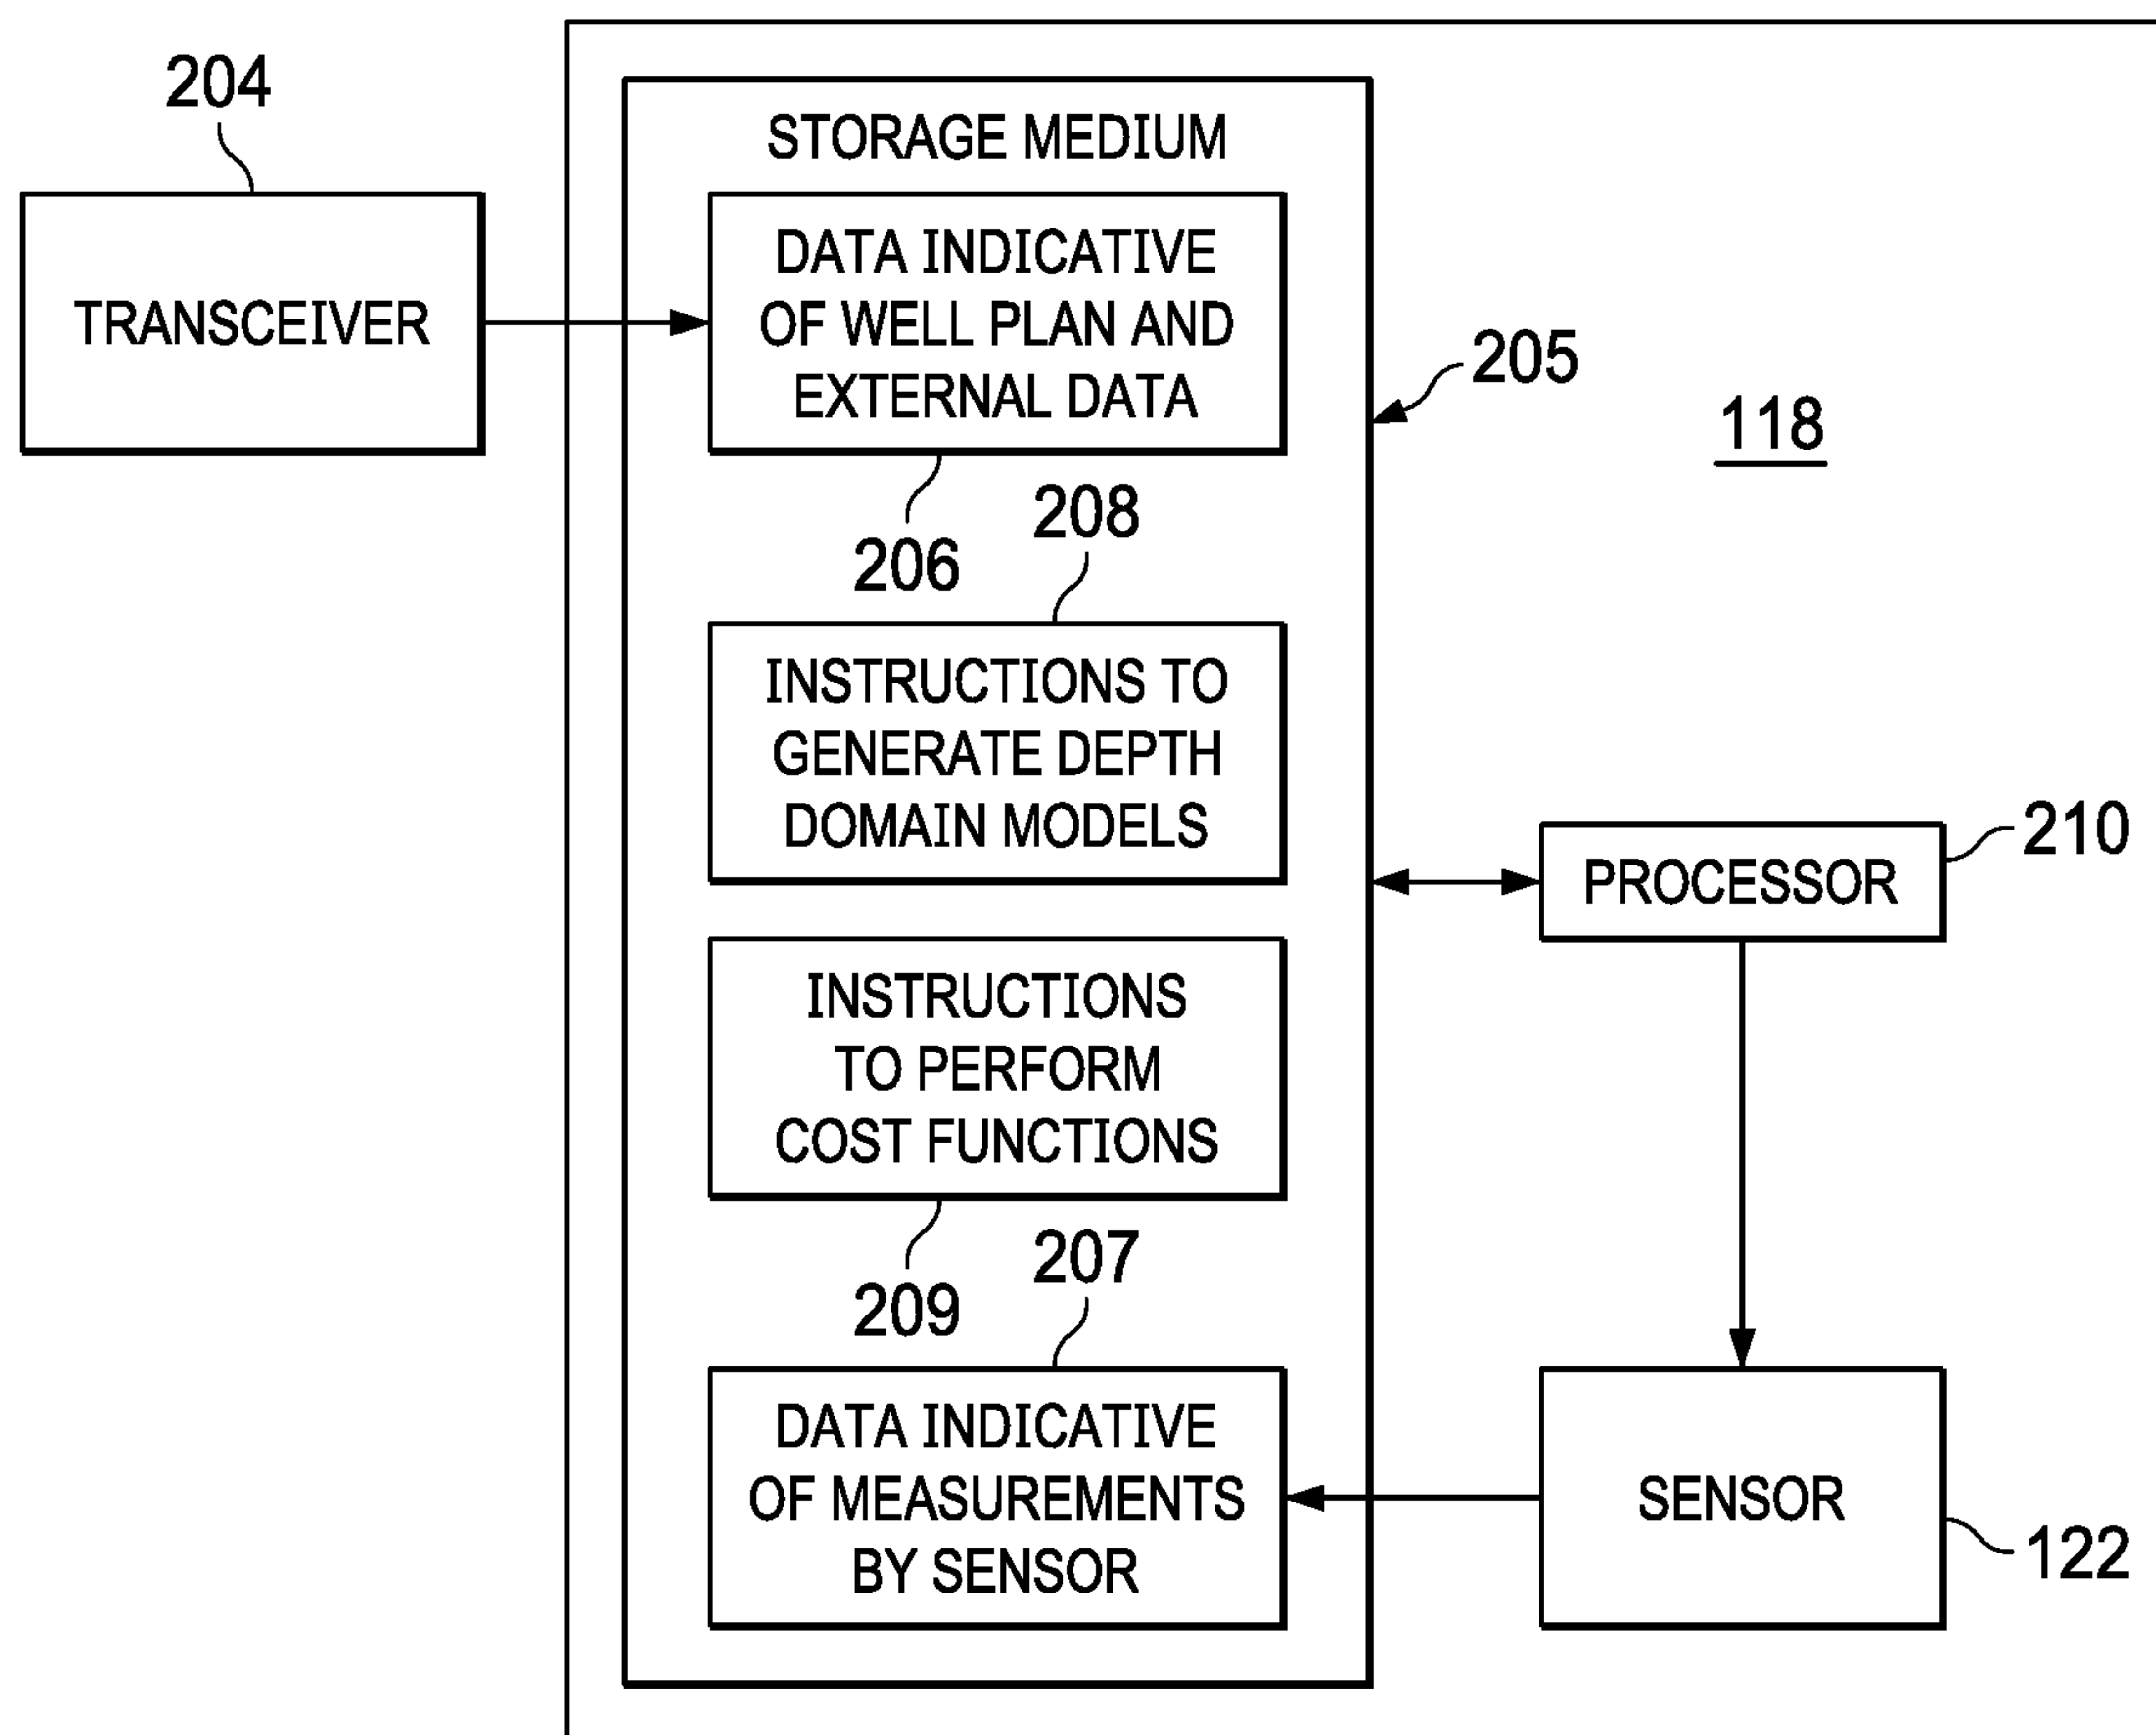 204
STORAGE MEDIUM
TRANSCEIVER
DATA INDICATIVE
OF WELL PLAN AND
EXTERNAL DATA
205
118
206
208
INSTRUCTIONS TO
GENERATE DEPTH
DOMAIN MODELS
PROCESSOR
210
INSTRUCTIONS
TO PERFORM
COST FUNCTIONS
209
207
DATA INDICATIVE
OF MEASUREMENTS
BY SENSOR
SENSOR
122